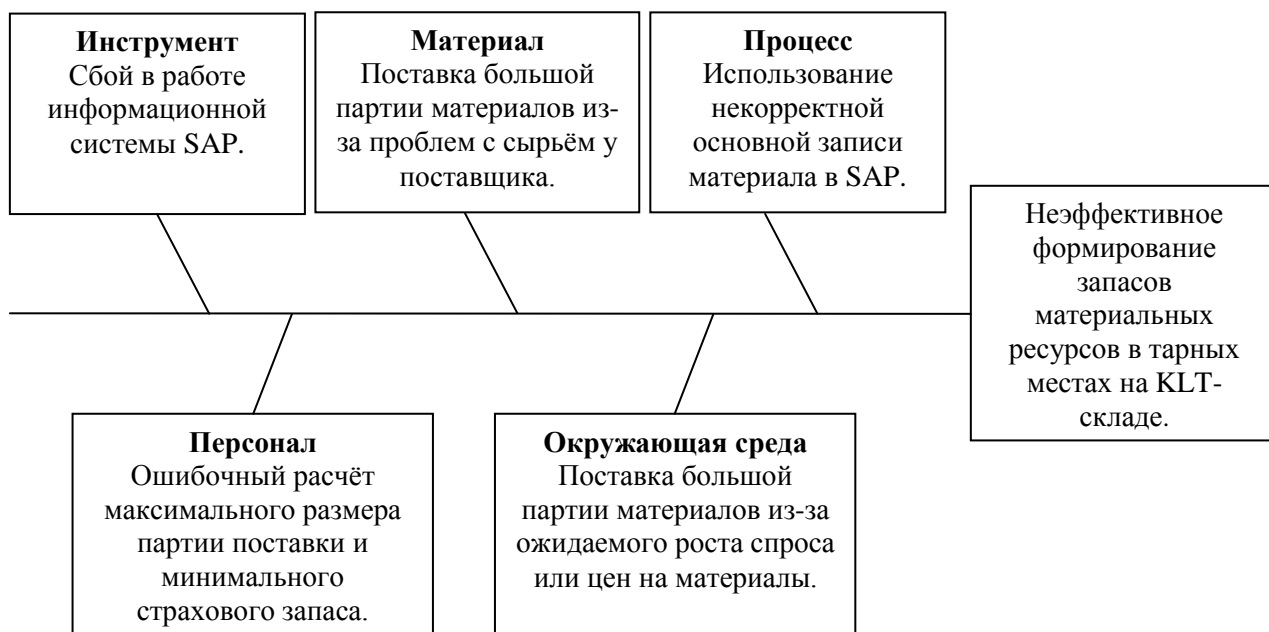 Инструмент
Сбой в работе
информационной
системы SAP.
Материал
Поставка большой
партии материалов из-
за проблем с сырьём у
поставщика.
Процесс
Использование
некорректной
основной записи
материала в SAP.
Неэффективное
формирование
запасов
материальных
ресурсов в тарных
местах на KLT-
складе.
Персонал
Ошибочный расчёт
максимального размера
партии поставки и
минимального
страхового запаса.
Окружающая среда
Поставка большой
партии материалов из-за
ожидаемого роста спроса
или цен на материалы.